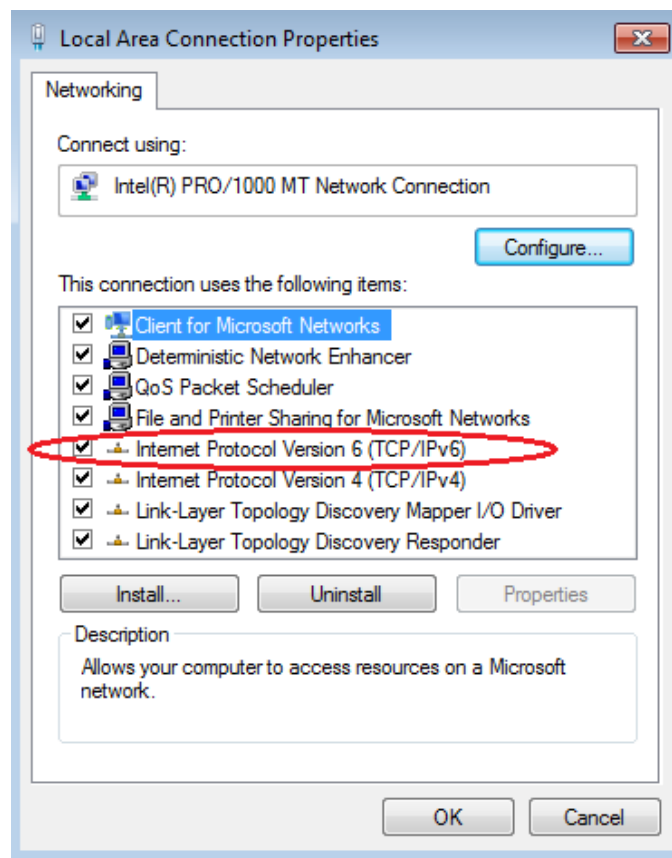 Local Area Connection Properties
Networking
Connect using:
Intel(R) PRO/1000 MT Network Connection
Configure...
This connection uses the following items:
Client for Microsoft Networks
Deterministic Network Enhancer
QoS Packet Scheduler
File and Printer Sharing for Microsoft Networks
Internet Protocol Version 6 (TCP/IPv6)
Internet Protocol Version 4 (TCP/IPv4)
Link-Layer Topology Discovery Mapper I/O Driver
Link-Layer Topology Discovery Responder
Install... Uninstall Properties
Description
Allows your computer to access resources on a Microsoft
network.
OK Cancel